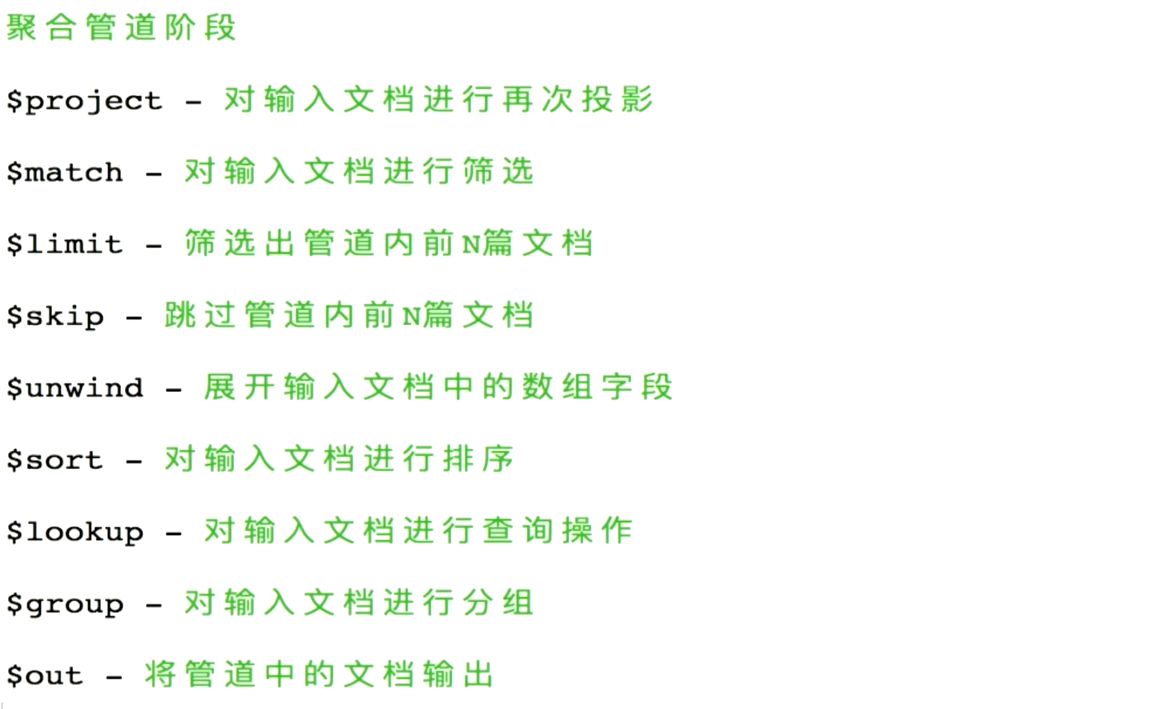 聚合管道阶段
$project - 对输入文档进行再次投影
$match - 对输入文档进行筛选
$limit - 筛选出管道内前N篇文档
$skip - 跳过管道内前N篇文档
$unwind - 展开输入文档中的数组字段
$sort - 对输入文档进行排序
$lookup - 对输入文档进行查询操作
$group - 对输入文档进行分组
$out - 将管道中的文档输出